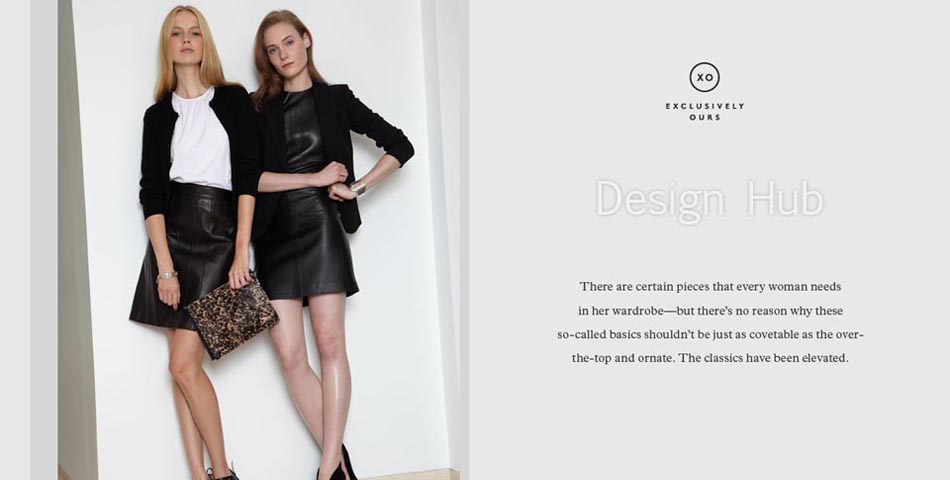 XO
EXCLUSIVELY
OURS
Design Hub
There are certain pieces that every woman needs
in her wardrobe—but there's no reason why these
so-called basics shouldn't be just as covetable as the over-
the-top and ornate. The classics have been elevated.